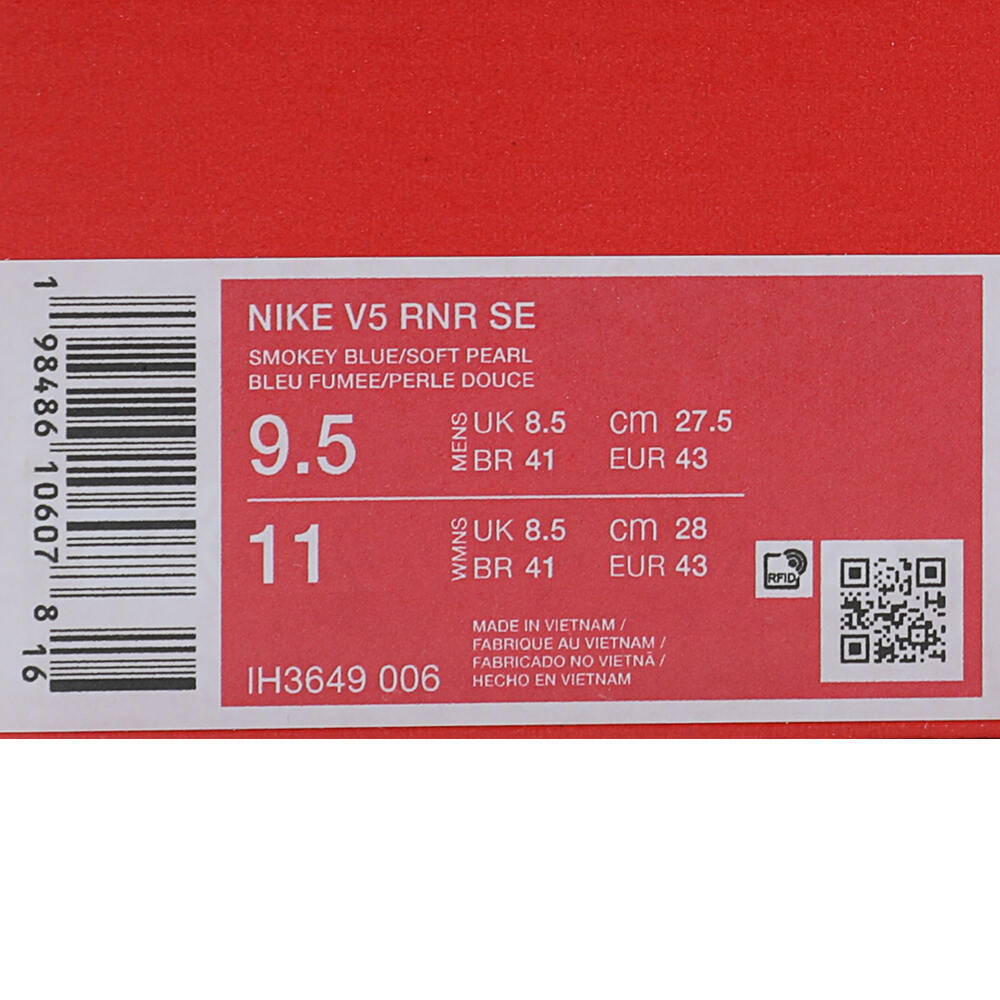 NIKE V5 RNR SE
SMOKEY BLUE/SOFT PEARL
BLEU FUMEE/PERLE DOUCE
9.5 MENS UK 8.5 cm 27.5
BR 41 EUR 43
11 WMNS UK 8.5 cm 28
BR 41 EUR 43
RFID
MADE IN VIETNAM /
FABRIQUE AU VIETNAM /
FABRICADO NO VIETNÃ /
HECHO EN VIETNAM
IH3649 006
1 98486 10607 8 16